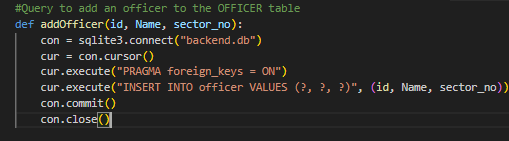 #Query to add an officer to the OFFICER table
def addOfficer(id, Name, sector_no):
    con = sqlite3.connect("backend.db")
    cur = con.cursor()
    cur.execute("PRAGMA foreign_keys = ON")
    cur.execute("INSERT INTO officer VALUES (?, ?, ?)", (id, Name, sector_no))
    con.commit()
    con.close()